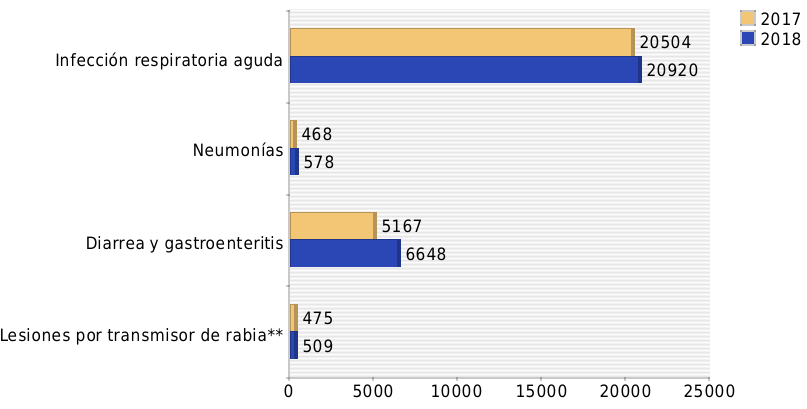 2017
2018
Infección respiratoria aguda
20504
20920
Neumonías
468
578
Diarrea y gastroenteritis
5167
6648
Lesiones por transmisor de rabia**
475
509
0 5000 10000 15000 20000 25000